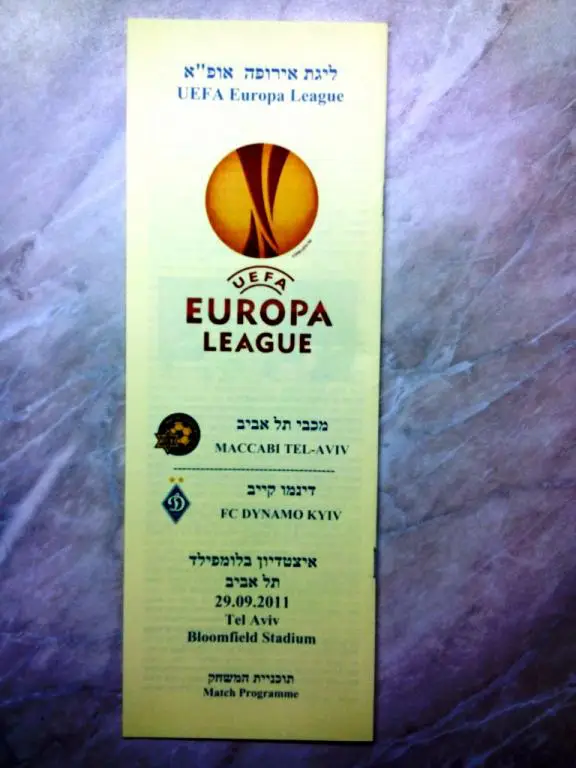 ליגת אירופה אופ"א
UEFA Europa League
UEFA
EUROPA
LEAGUE
מכבי תל אביב
MACCABI TEL-AVIV
דינמו קייב
FC DYNAMO KYIV
איצטדיון בלומפילד
תל אביב
29.09.2011
Tel Aviv
Bloomfield Stadium
תוכניית המשחק
Match Programme